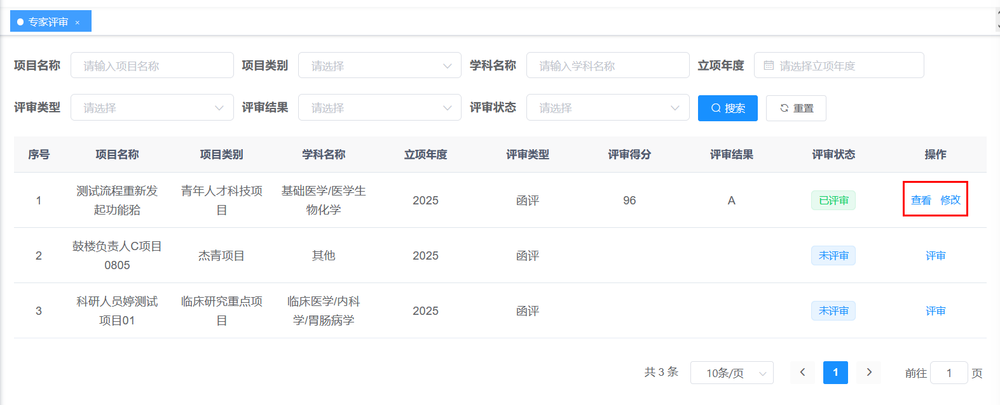 专家评审 ×
项目名称 请输入项目名称 项目类别 请选择 学科名称 请输入学科名称 立项年度 请选择立项年度
评审类型 请选择 评审结果 请选择 评审状态 请选择 搜索 重置
序号 项目名称 项目类别 学科名称 立项年度 评审类型 评审得分 评审结果 评审状态 操作
1 测试流程重新发起功能骀 青年人才科技项目 基础医学/医学生物化学 2025 函评 96 A 已评审 查看 修改
2 鼓楼负责人C项目0805 杰青项目 其他 2025 函评 未评审 评审
3 科研人员婷测试项目01 临床研究重点项目 临床医学/内科学/胃肠病学 2025 函评 未评审 评审
共 3 条 10条/页 1 前往 1 页